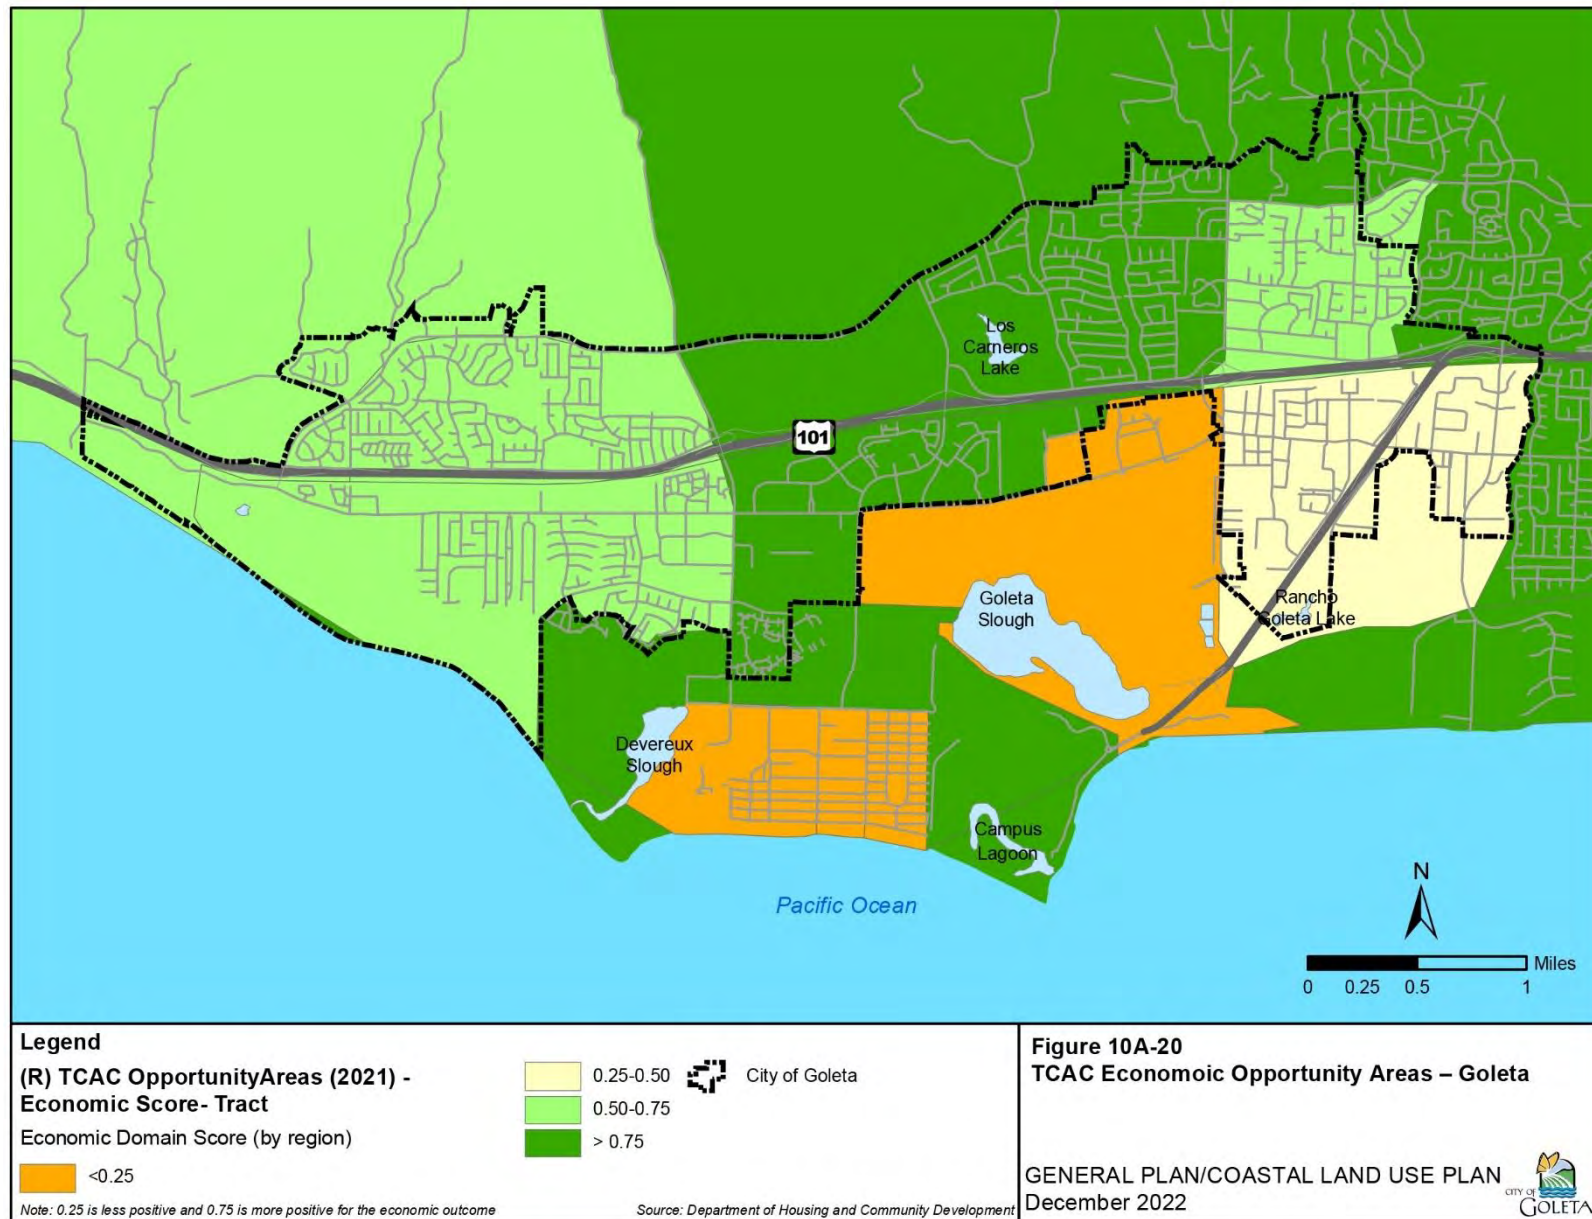 Los
Carneros
Lake
101
Goleta
Slough
Rancho
Goleta Lake
Devereux
Slough
Campus
Lagoon
Pacific Ocean
N
Miles
0 0.25 0.5 1
Legend
(R) TCAC OpportunityAreas (2021) -
Economic Score- Tract
Economic Domain Score (by region)
<0.25
0.25-0.50
0.50-0.75
> 0.75
City of Goleta
Note: 0.25 is less positive and 0.75 is more positive for the economic outcome
Source: Department of Housing and Community Development
Figure 10A-20
TCAC Economoic Opportunity Areas – Goleta
GENERAL PLAN/COASTAL LAND USE PLAN
December 2022
CITY OF
GOLETA